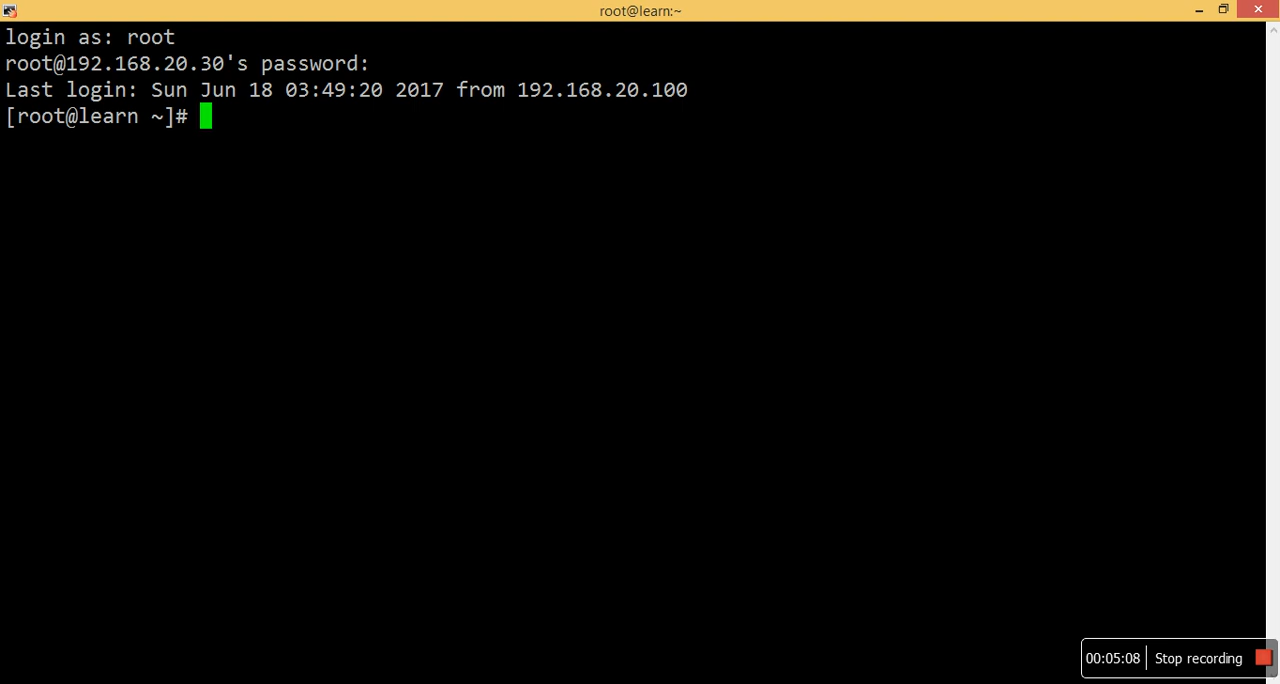 root@learn:~
login as: root
root@192.168.20.30's password:
Last login: Sun Jun 18 03:49:20 2017 from 192.168.20.100
[root@learn ~]#
00:05:08 Stop recording